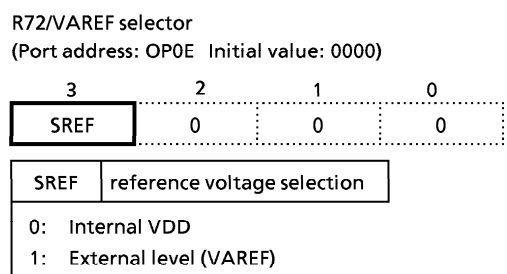 R72/VAREF selector
(Port address: OP0E Initial value: 0000)
3 2 1 0
SREF 0 0 0
SREF reference voltage selection
0: Internal VDD
1: External level (VAREF)